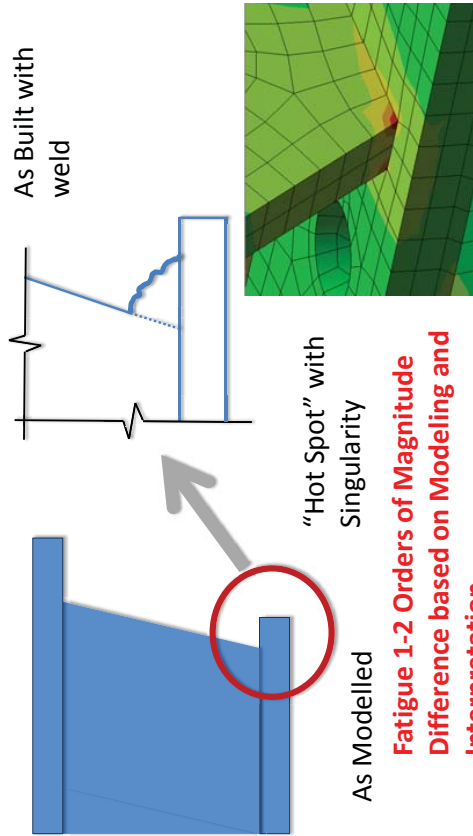 As Built with
weld
"Hot Spot" with
Singularity
As Modelled
Fatigue 1-2 Orders of Magnitude
Difference based on Modeling and